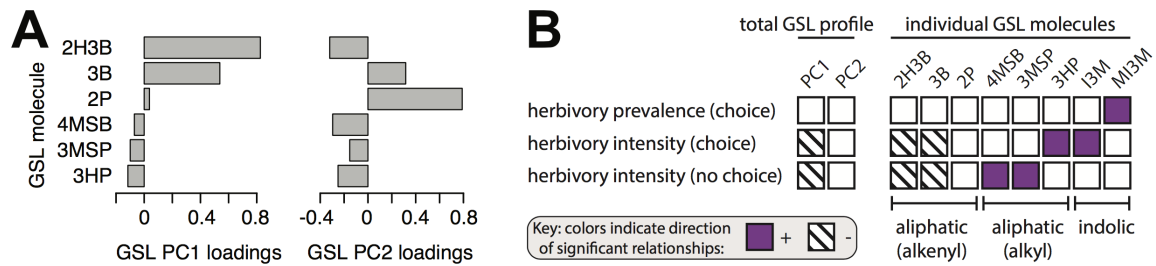 A
GSL molecule
2H3B
3B
2P
4MSB
3MSP
3HP
0 0.4 0.8
GSL PC1 loadings
-0.4 0 0.4 0.8
GSL PC2 loadings
B
total GSL profile individual GSL molecules
PC1 PC2 2H3B 3B 2P 4MSB 3MSP 3HP I3M MI3M
herbivory prevalence (choice)
herbivory intensity (choice)
herbivory intensity (no choice)
aliphatic aliphatic indolic
(alkenyl) (alkyl)
Key: colors indicate direction
of significant relationships: + -